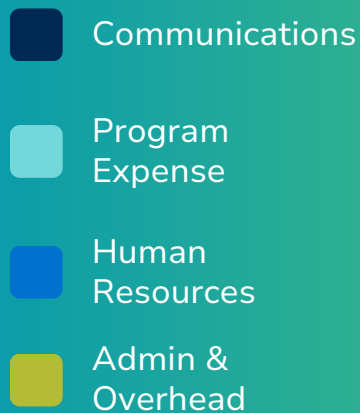 Communications
Program
Expense
Human
Resources
Admin &
Overhead